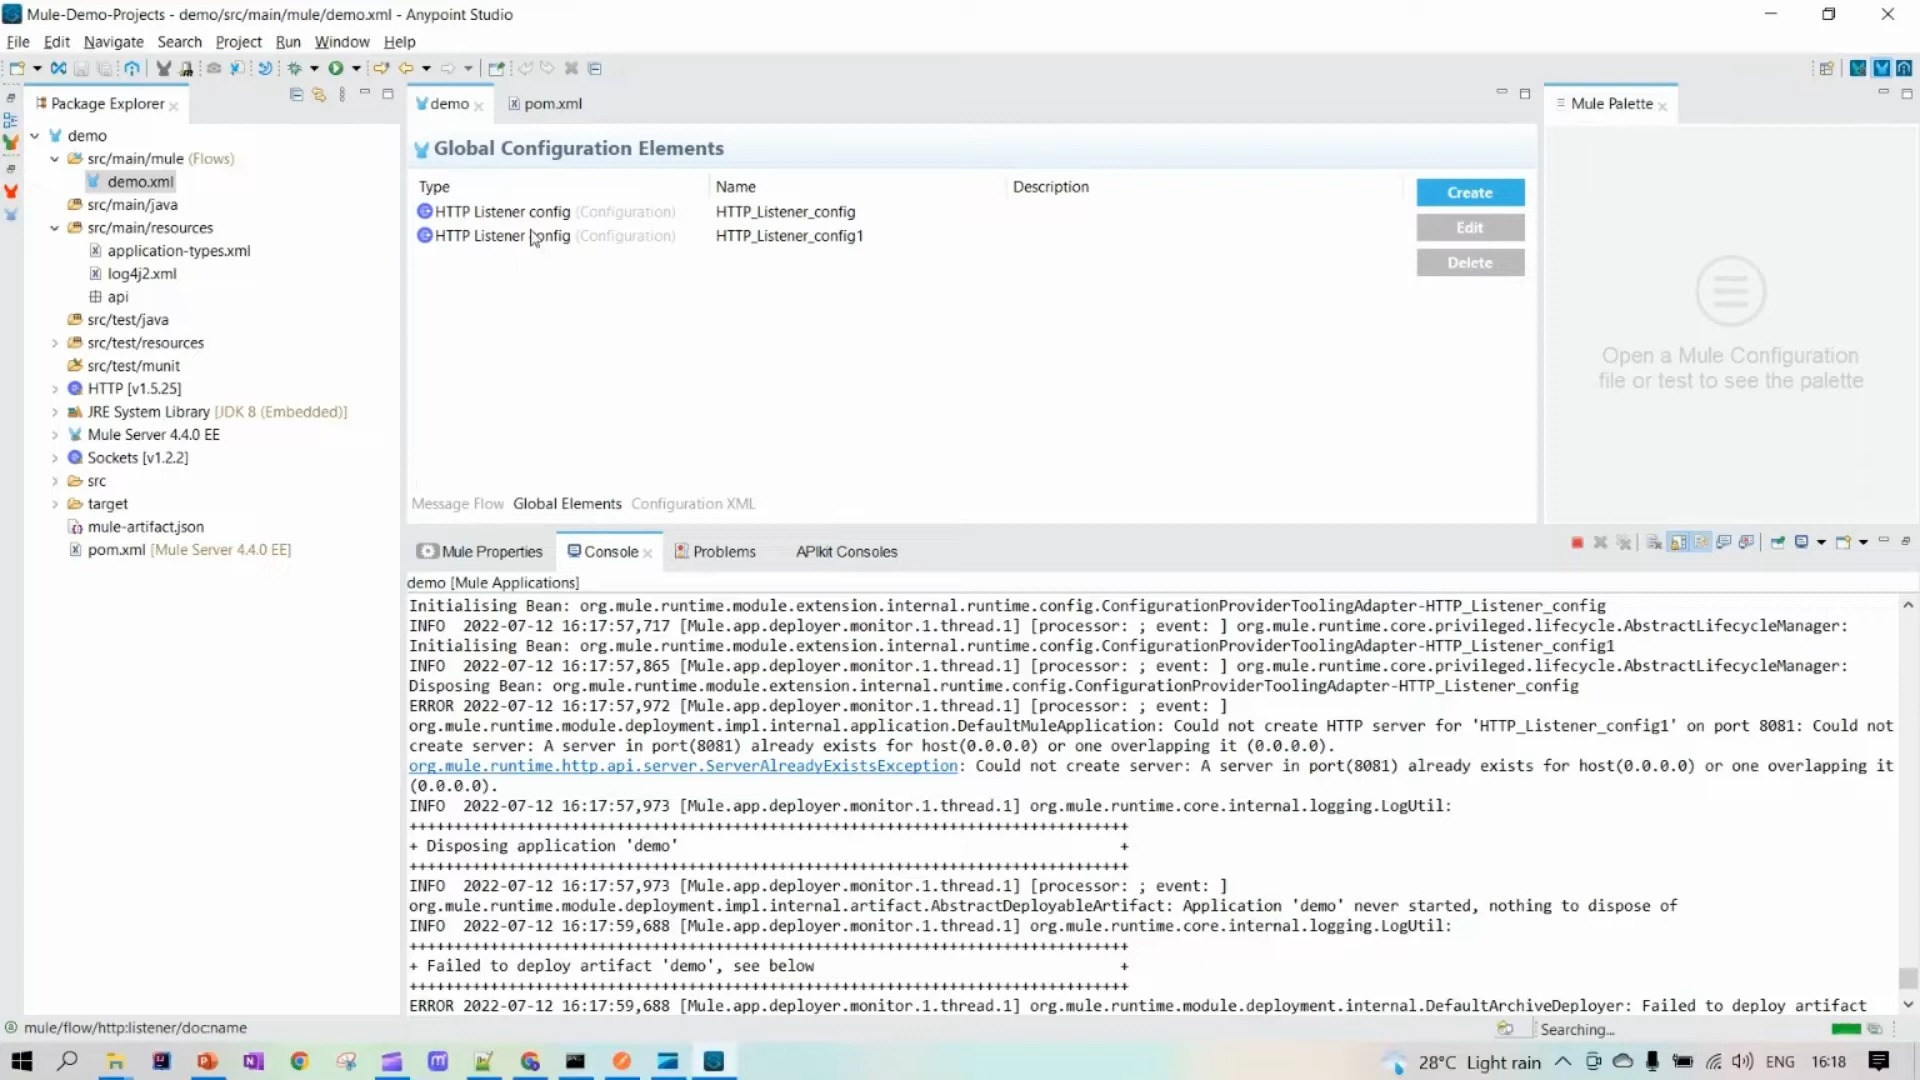 Mule-Demo-Projects - demo/src/main/mule/demo.xml - Anypoint Studio
File Edit Navigate Search Project Run Window Help
Package Explorer
demo
src/main/mule (Flows)
demo.xml
src/main/java
src/main/resources
application-types.xml
log4j2.xml
api
src/test/java
src/test/resources
src/test/munit
HTTP [v1.5.25]
JRE System Library [JDK 8 (Embedded)]
Mule Server 4.4.0 EE
Sockets [v1.2.2]
src
target
mule-artifact.json
pom.xml [Mule Server 4.4.0 EE]
demo pom.xml
Global Configuration Elements
Type Name Description
HTTP Listener config (Configuration) HTTP_Listener_config
HTTP Listener config (Configuration) HTTP_Listener_config1
Create
Edit
Delete
Message Flow Global Elements Configuration XML
Mule Palette
Open a Mule Configuration
file or test to see the palette
Mule Properties Console Problems APIkit Consoles
demo [Mule Applications]
Initialising Bean: org.mule.runtime.module.extension.internal.runtime.config.ConfigurationProviderToolingAdapter-HTTP_Listener_config
INFO 2022-07-12 16:17:57,717 [Mule.app.deployer.monitor.1.thread.1] [processor: ; event: ] org.mule.runtime.core.privileged.lifecycle.AbstractLifecycleManager:
Initialising Bean: org.mule.runtime.module.extension.internal.runtime.config.ConfigurationProviderToolingAdapter-HTTP_Listener_config1
INFO 2022-07-12 16:17:57,865 [Mule.app.deployer.monitor.1.thread.1] [processor: ; event: ] org.mule.runtime.core.privileged.lifecycle.AbstractLifecycleManager:
Disposing Bean: org.mule.runtime.module.extension.internal.runtime.config.ConfigurationProviderToolingAdapter-HTTP_Listener_config
ERROR 2022-07-12 16:17:57,972 [Mule.app.deployer.monitor.1.thread.1] [processor: ; event: ]
org.mule.runtime.module.deployment.impl.internal.application.DefaultMuleApplication: Could not create HTTP server for 'HTTP_Listener_config1' on port 8081: Could not
create server: A server in port(8081) already exists for host(0.0.0.0) or one overlapping it (0.0.0.0).
org.mule.runtime.http.api.server.ServerAlreadyExistsException: Could not create server: A server in port(8081) already exists for host(0.0.0.0) or one overlapping it
(0.0.0.0).
INFO 2022-07-12 16:17:57,973 [Mule.app.deployer.monitor.1.thread.1] org.mule.runtime.core.internal.logging.LogUtil:
++++++++++++++++++++++++++++++++++++++++++++++++++++++++++++++++++++++++++++++++
+ Disposing application 'demo' +
++++++++++++++++++++++++++++++++++++++++++++++++++++++++++++++++++++++++++++++++
INFO 2022-07-12 16:17:57,973 [Mule.app.deployer.monitor.1.thread.1] [processor: ; event: ]
org.mule.runtime.module.deployment.impl.internal.artifact.AbstractDeployableArtifact: Application 'demo' never started, nothing to dispose of
INFO 2022-07-12 16:17:59,688 [Mule.app.deployer.monitor.1.thread.1] org.mule.runtime.core.internal.logging.LogUtil:
++++++++++++++++++++++++++++++++++++++++++++++++++++++++++++++++++++++++++++++++
+ Failed to deploy artifact 'demo', see below +
++++++++++++++++++++++++++++++++++++++++++++++++++++++++++++++++++++++++++++++++
ERROR 2022-07-12 16:17:59,688 [Mule.app.deployer.monitor.1.thread.1] org.mule.runtime.module.deployment.internal.DefaultArchiveDeployer: Failed to deploy artifact
mule/flow/http:listener/doc:name
Searching...
28°C Light rain ENG 16:18